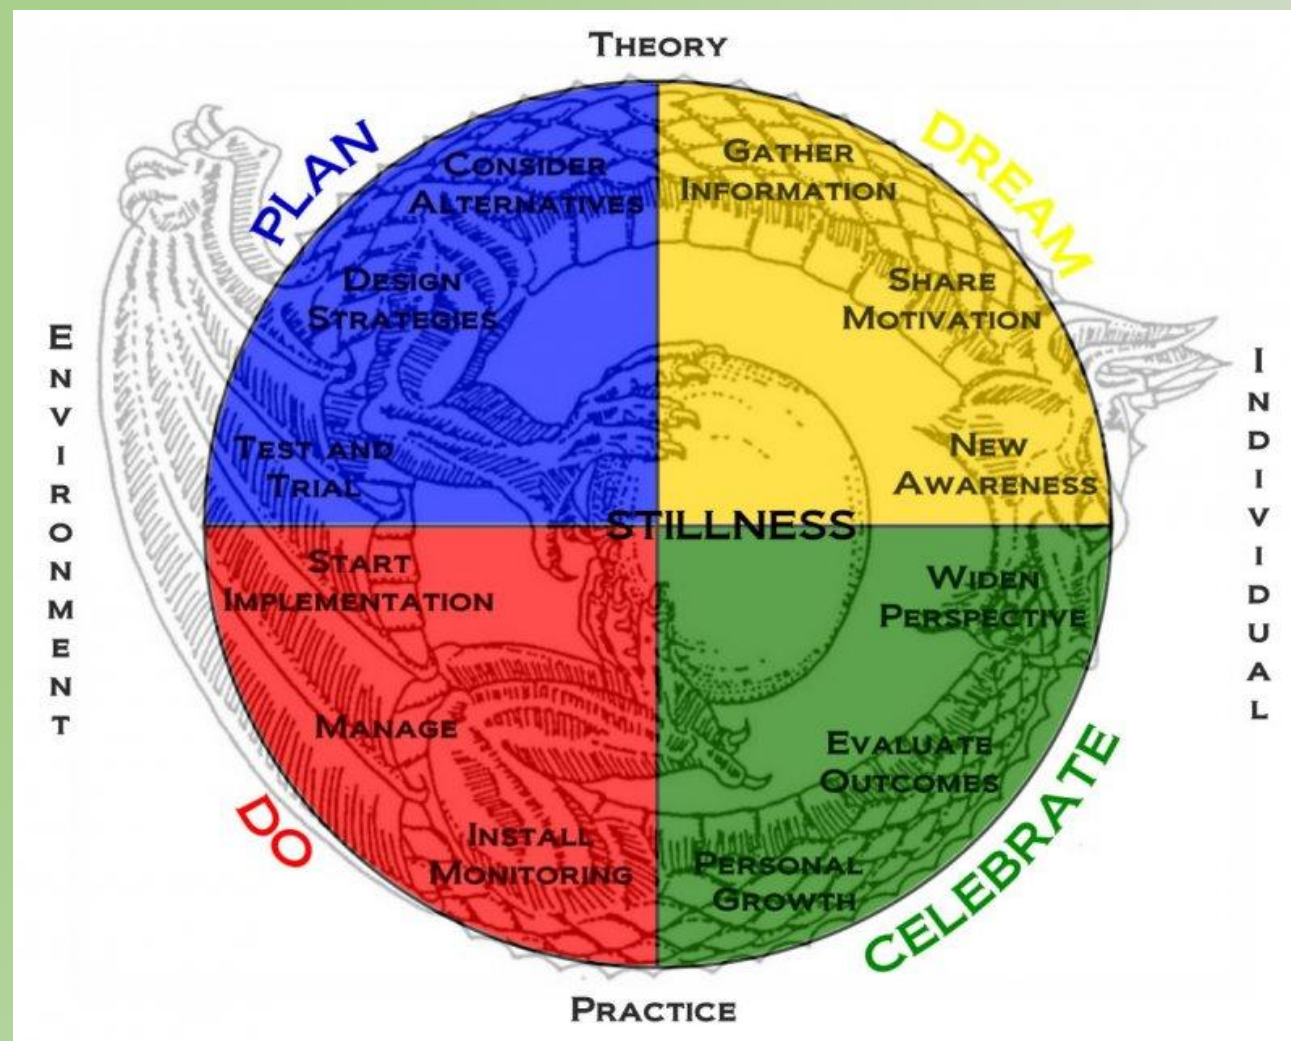 THEORY
PLAN
DREAM
CONSIDER
ALTERNATIVES
GATHER
INFORMATION
DESIGN
STRATEGIES
SHARE
MOTIVATION
TEST AND
TRIAL
NEW
AWARENESS
ENVIRONMENT
STILLNESS
INDIVIDUAL
START
IMPLEMENTATION
WIDEN
PERSPECTIVE
MANAGE
EVALUATE
OUTCOMES
INSTALL
MONITORING
PERSONAL
GROWTH
DO
CELEBRATE
PRACTICE